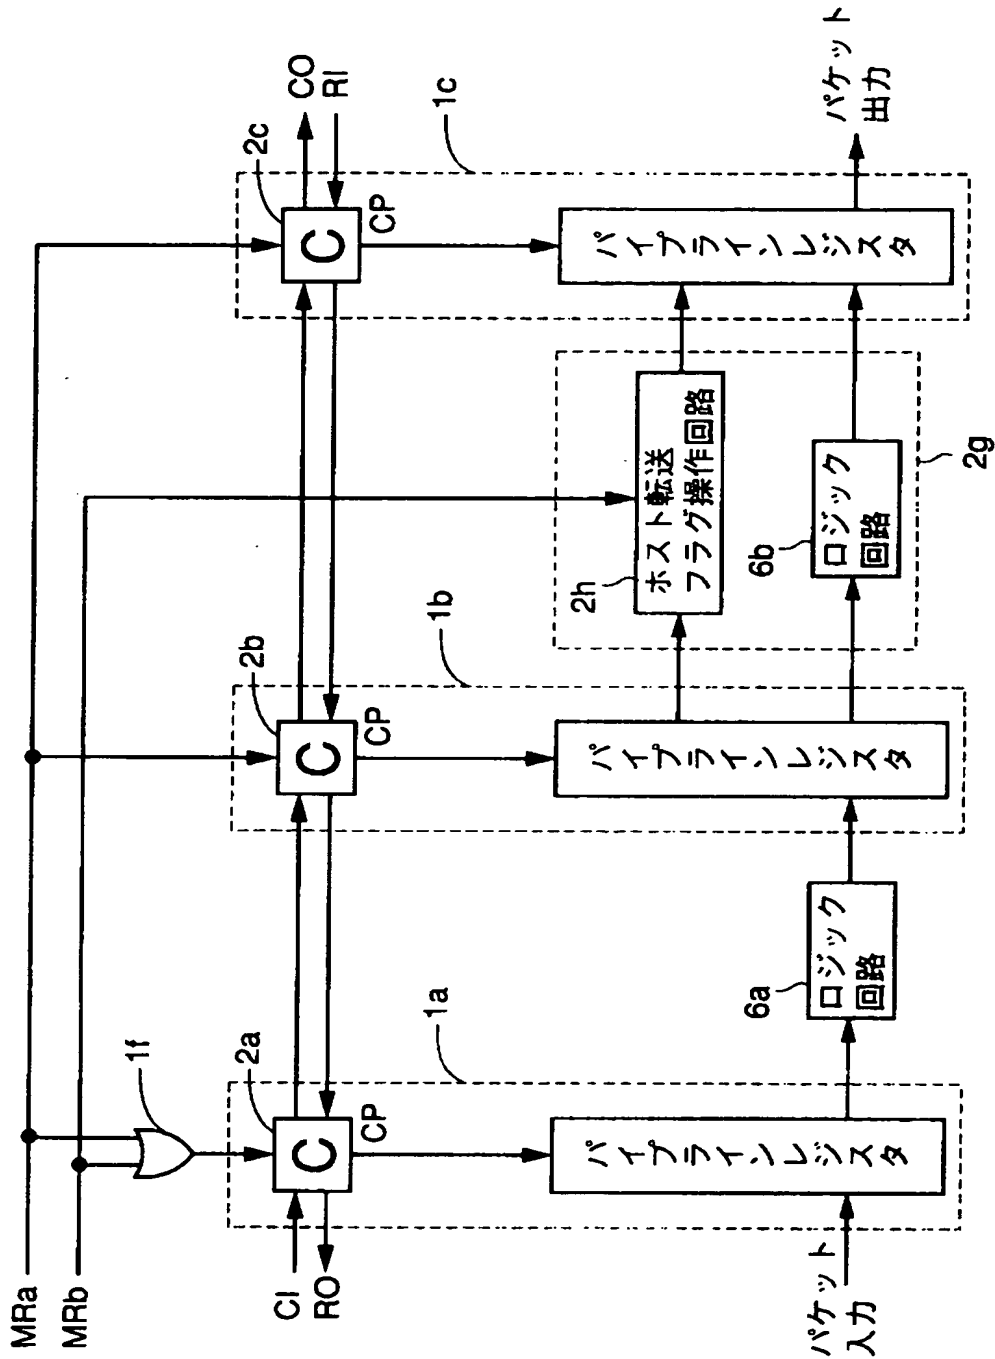 MRa
MRb
1f
CI
RO
2a
C
CP
1a
2b
C
CP
1b
2c
C
CP
CO
RI
1c
パケット
入力
パイプラインレジスタ
6a
ロジック
回路
パイプラインレジスタ
2h
ホスト転送
フラグ操作回路
6b
ロジック
回路
2g
パイプラインレジスタ
パケット
出力